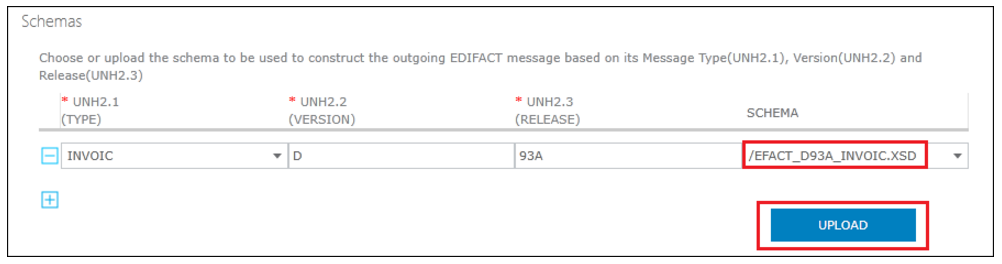 Schemas
Choose or upload the schema to be used to construct the outgoing EDIFACT message based on its Message Type(UNH2.1), Version(UNH2.2) and
Release(UNH2.3)
* UNH2.1
(TYPE)
* UNH2.2
(VERSION)
* UNH2.3
(RELEASE)
SCHEMA
INVOIC D 93A /EFACT_D93A_INVOIC.XSD
UPLOAD